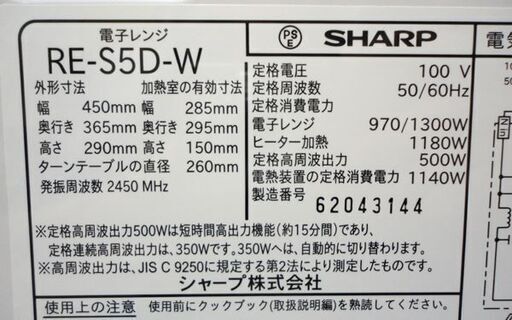 電子レンジ
RE-S5D-W
外形寸法 加熱室の有効寸法
幅 450mm 幅 285mm
奥行き 365mm 奥行き 295mm
高さ 290mm 高さ 150mm
ターンテーブルの直径 260mm
発振周波数 2450 MHz
PS
E
SHARP
定格電圧 100 V
定格周波数 50/60Hz
定格消費電力
電子レンジ 970/1300W
ヒーター加熱 1180W
定格高周波出力 500W
電熱装置の定格消費電力 1140W
製造番号 62043144
※定格高周波出力500Wは短時間高出力機能(約15分間)であり、
定格連続高周波出力は、350Wです。350Wへは、自動的に切り替わります。
※高周波出力は、JIS C 9250に規定する第2法により測定したものです。
シャープ株式会社
使用上の注意 使用前にクックブック(取扱説明編)を熟読してください。
電気